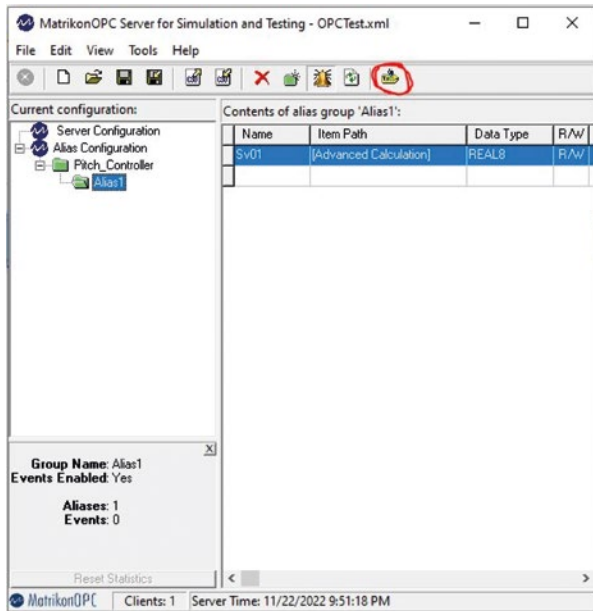 MatrikonOPC Server for Simulation and Testing - OPCTest.xml
File Edit View Tools Help
Current configuration:
Server Configuration
Alias Configuration
Pitch_Controller
Alias1
Contents of alias group 'Alias1':
Name Item Path Data Type R/W
Sv01 [Advanced Calculation] REAL8 R/W
X
Group Name: Alias1
Events Enabled: Yes
Aliases: 1
Events: 0
Reset Statistics
MatrikonOPC Clients: 1 Server Time: 11/22/2022 9:51:18 PM